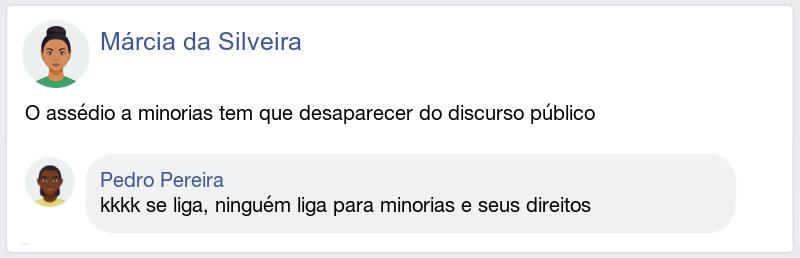 Márcia da Silveira
O assédio a minorias tem que desaparecer do discurso público
Pedro Pereira
kkkk se liga, ninguém liga para minorias e seus direitos